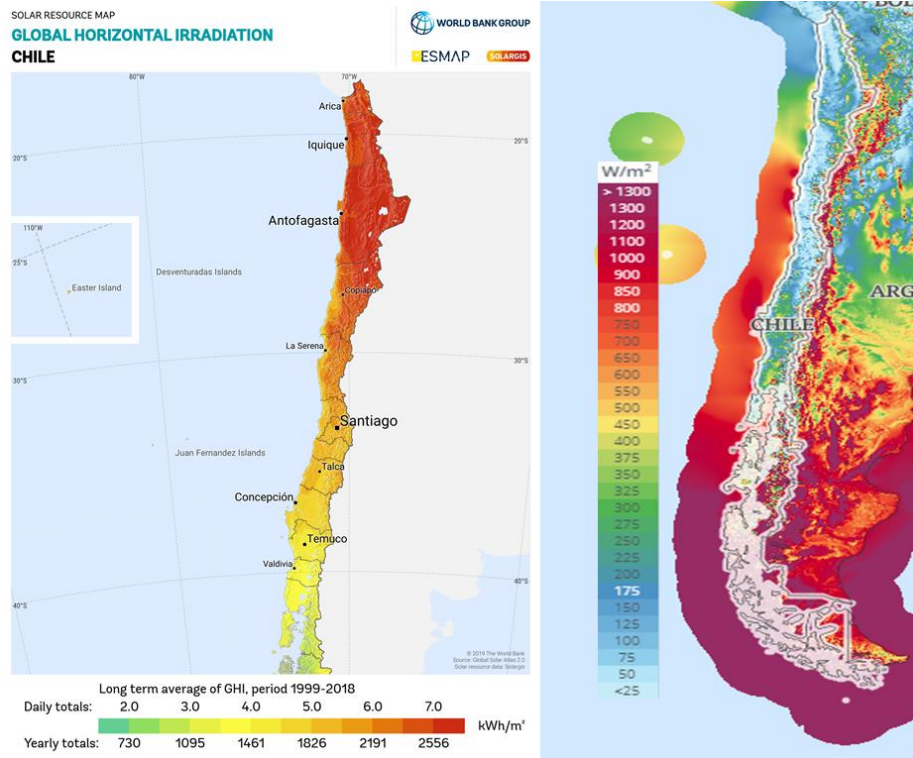 SOLAR RESOURCE MAP
GLOBAL HORIZONTAL IRRADIATION
CHILE
WORLD BANK GROUP
ESMAP
SOLARGIS
80°W
70°W
Arica
Iquique
20°S
20°S
Antofagasta
110°W
25°S
Easter Island
Desventuradas Islands
Copiapo
La Serena
30°S
30°S
Santiago
Juan Fernandez Islands
Talca
Concepción
Temuco
Valdivia
40°S
40°S
© 2019 The World Bank
Source: Global Solar Atlas 2.0
Solar resource data: Solargis
Long term average of GHI, period 1999-2018
Daily totals: 2.0 3.0 4.0 5.0 6.0 7.0
kWh/m²
Yearly totals: 730 1095 1461 1826 2191 2556
W/m²
> 1300
1300
1200
1100
1000
900
850
800
750
700
650
600
550
500
450
400
375
350
325
300
275
250
225
200
175
150
125
100
75
50
<25
CHILE
ARG